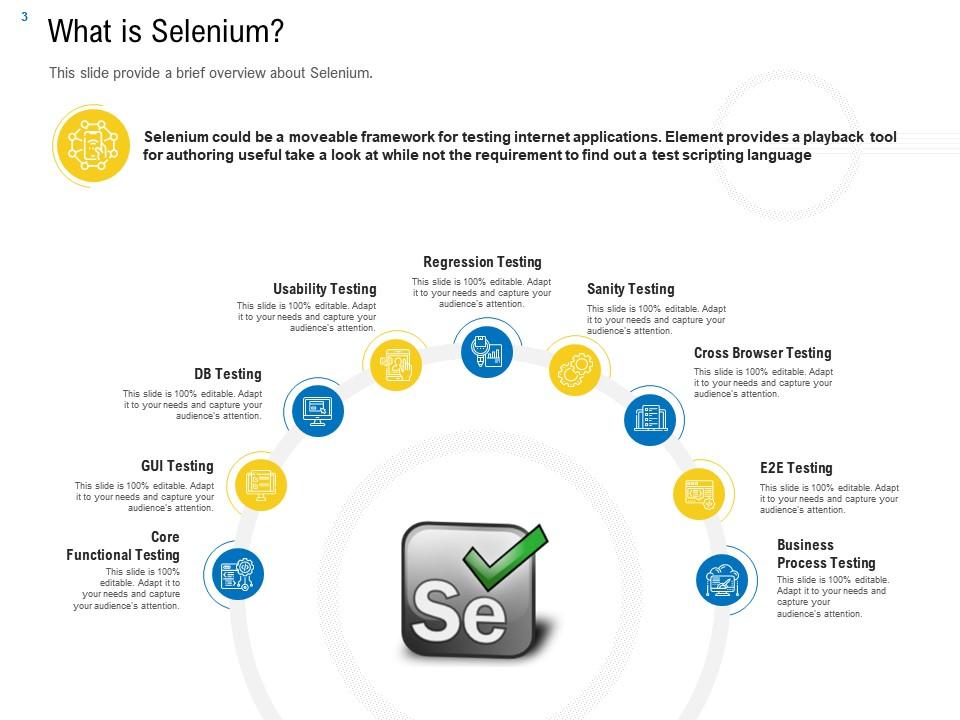 3
What is Selenium?
This slide provide a brief overview about Selenium.
Selenium could be a moveable framework for testing internet applications. Element provides a playback tool
for authoring useful take a look at while not the requirement to find out a test scripting language
Regression Testing
This slide is 100% editable. Adapt
it to your needs and capture your
audience's attention.
Usability Testing
This slide is 100% editable. Adapt
it to your needs and capture your
audience's attention.
Sanity Testing
This slide is 100% editable. Adapt
it to your needs and capture your
audience's attention.
DB Testing
This slide is 100% editable. Adapt
it to your needs and capture your
audience's attention.
Cross Browser Testing
This slide is 100% editable. Adapt
it to your needs and capture your
audience's attention.
GUI Testing
This slide is 100% editable. Adapt
it to your needs and capture your
audience's attention.
E2E Testing
This slide is 100% editable. Adapt
it to your needs and capture your
audience's attention.
Core
Functional Testing
This slide is 100%
editable. Adapt it to
your needs and capture
your audience's attention.
Business
Process Testing
This slide is 100% editable.
Adapt it to your needs and
capture your
audience's attention.
Se